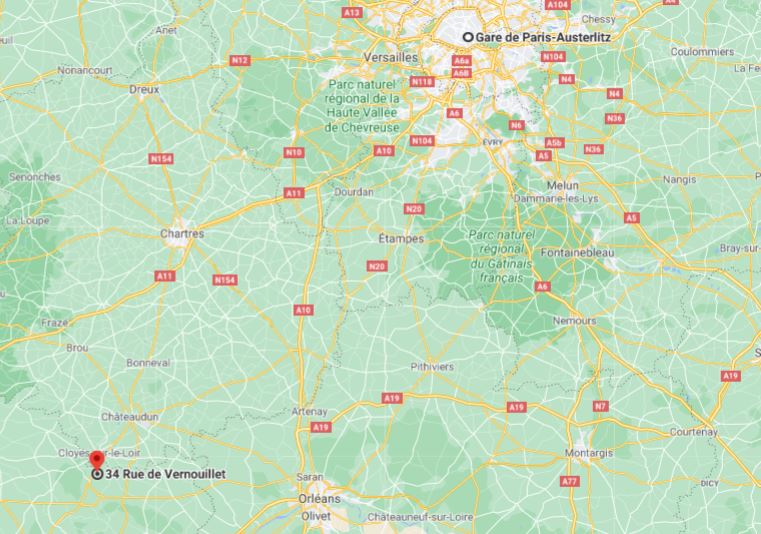 A13
A104
A4
Chessy
Anet
Gare de Paris-Austerlitz
Coulommiers
N12
Versailles
A6a
N104
Nonancourt
A6B
La Fe
N118
N4
Dreux
Parc naturel
régional de la
Haute Vallée
de Chevreuse
N4
A6
N36
N6
N104
EVRY
A5b
N154
N10
A10
A5
N36
Senonches
Melun
Nangis
A11
Dourdan
Dammarie-les-Lys
La Loupe
N20
A5
Chartres
Étampes
Parc naturel
régional
du Gâtinais
français
Fontainebleau
Bray-sur-
N20
A11
N154
A6
A10
Fraze
Nemours
Brou
Bonneval
Pithiviers
A19
A19
Châteaudun
Artenay
A19
N7
A19
Courtenay
Cloyes-sur-le-Loir
Montargis
34 Rue de Vernouillet
Saran
A77
DICY
Orléans
Olivet
Châteauneuf-sur-Loire